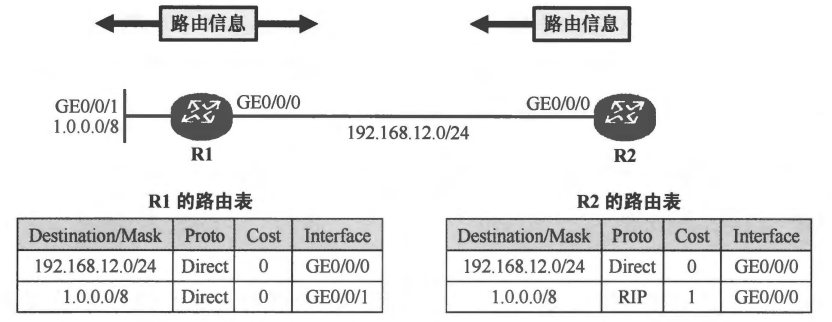 路由信息
路由信息
GE0/0/1
1.0.0.0/8
GE0/0/0
GE0/0/0
192.168.12.0/24
R1
R2
R1 的路由表
Destination/Mask Proto Cost Interface
192.168.12.0/24 Direct 0 GE0/0/0
1.0.0.0/8 Direct 0 GE0/0/1
R2 的路由表
Destination/Mask Proto Cost Interface
192.168.12.0/24 Direct 0 GE0/0/0
1.0.0.0/8 RIP 1 GE0/0/0